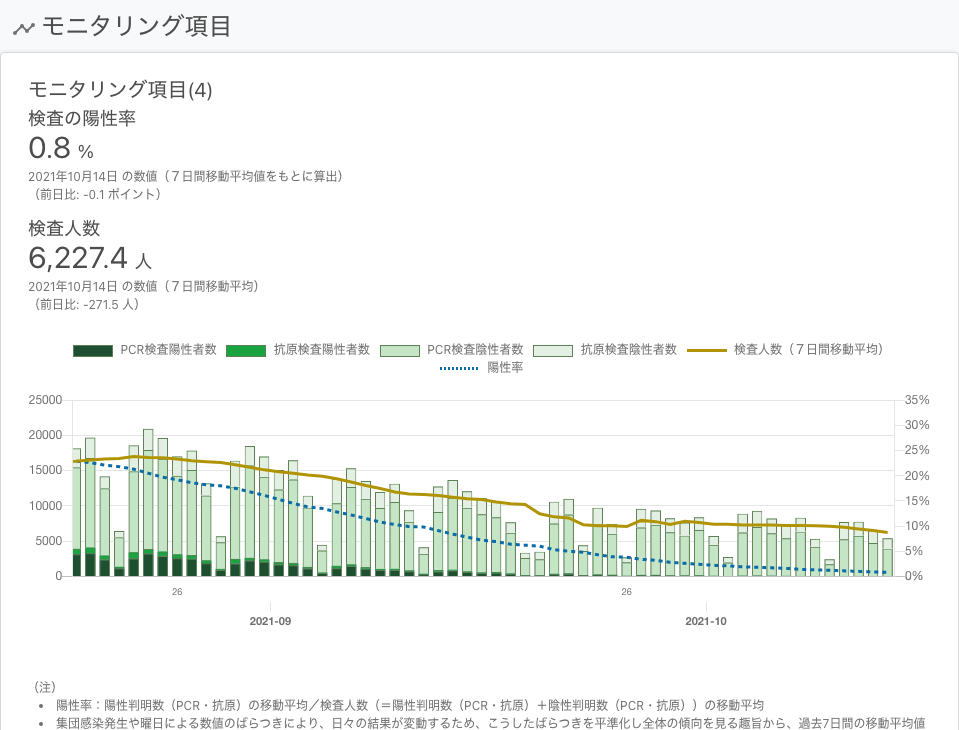 モニタリング項目
モニタリング項目(4)
検査の陽性率
0.8 %
2021年10月14日 の数値（７日間移動平均値をもとに算出）
（前日比: -0.1 ポイント）
検査人数
6,227.4 人
2021年10月14日 の数値（７日間移動平均）
（前日比: -271.5 人）
PCR検査陽性者数 抗原検査陽性者数 PCR検査陰性者数 抗原検査陰性者数 検査人数（７日間移動平均）
陽性率
25000 35%
30%
20000
25%
15000 20%
15%
10000
10%
5000
5%
0 0%
26 26
2021-09 2021-10
（注）
• 陽性率：陽性判明数（PCR・抗原）の移動平均／検査人数（＝陽性判明数（PCR・抗原）＋陰性判明数（PCR・抗原））の移動平均
• 集団感染発生や曜日による数値のばらつきにより、日々の結果が変動するため、こうしたばらつきを平準化し全体の傾向を見る趣旨から、過去7日間の移動平均値